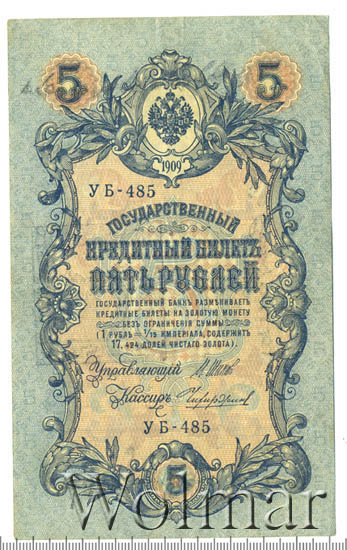 5 5
1909
УБ-485
ГОСУДАРСТВЕННЫЙ
КРЕДИТНЫЙ БИЛЕТЪ
ПЯТЬ РУБЛЕЙ
ГОСУДАРСТВЕННЫЙ БАНКЪ РАЗМѢНИВАЕТЪ
КРЕДИТНЫЕ БИЛЕТЫ НА ЗОЛОТУЮ МОНЕТУ
БЕЗЪ ОГРАНИЧЕНІЯ СУММЫ
(1 РУБЛЬ = 1/15 ИМПЕРІАЛА, СОДЕРЖИТЪ
17,424 ДОЛЕЙ ЧИСТАГО ЗОЛОТА).
Управляющій
Кассиръ
УБ-485
5
Wolmar